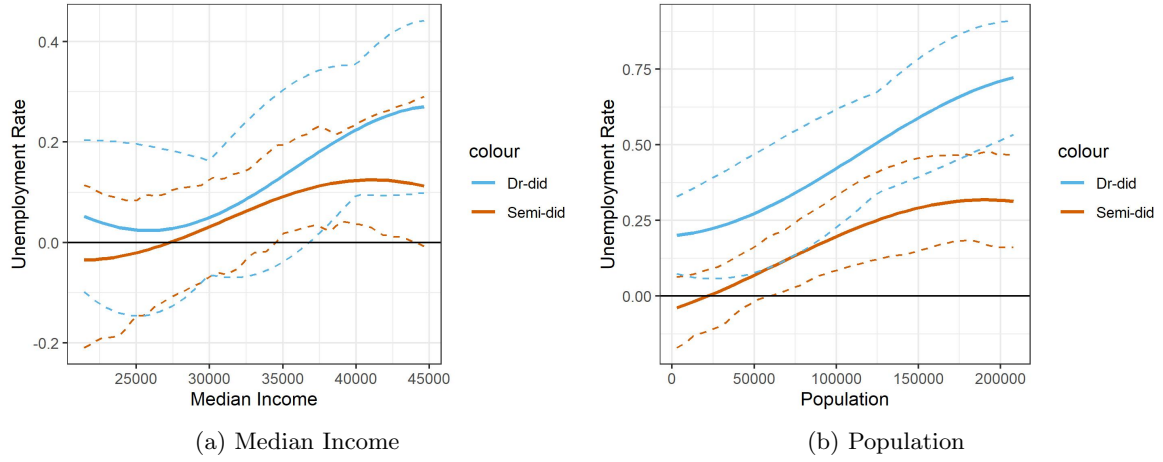 0.4
0.2
0.0
-0.2
Unemployment Rate
25000 30000 35000 40000 45000
Median Income
colour
Dr-did
Semi-did
(a) Median Income
0.75
0.50
0.25
0.00
Unemployment Rate
0 50000 100000 150000 200000
Population
colour
Dr-did
Semi-did
(b) Population